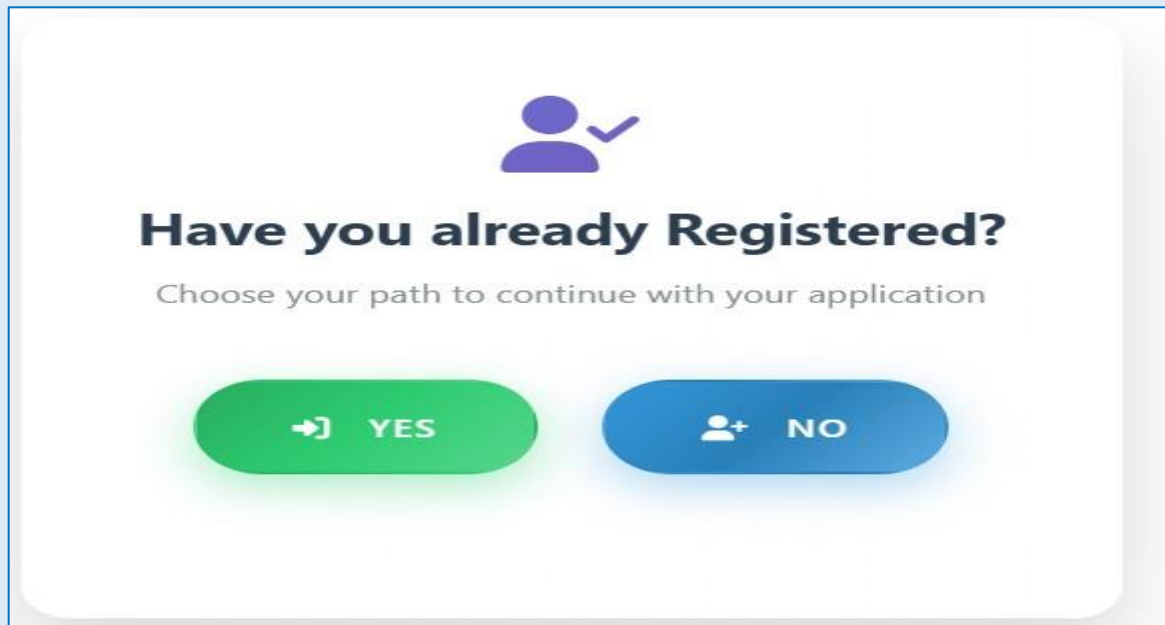 Have you already Registered?
Choose your path to continue with your application
YES NO